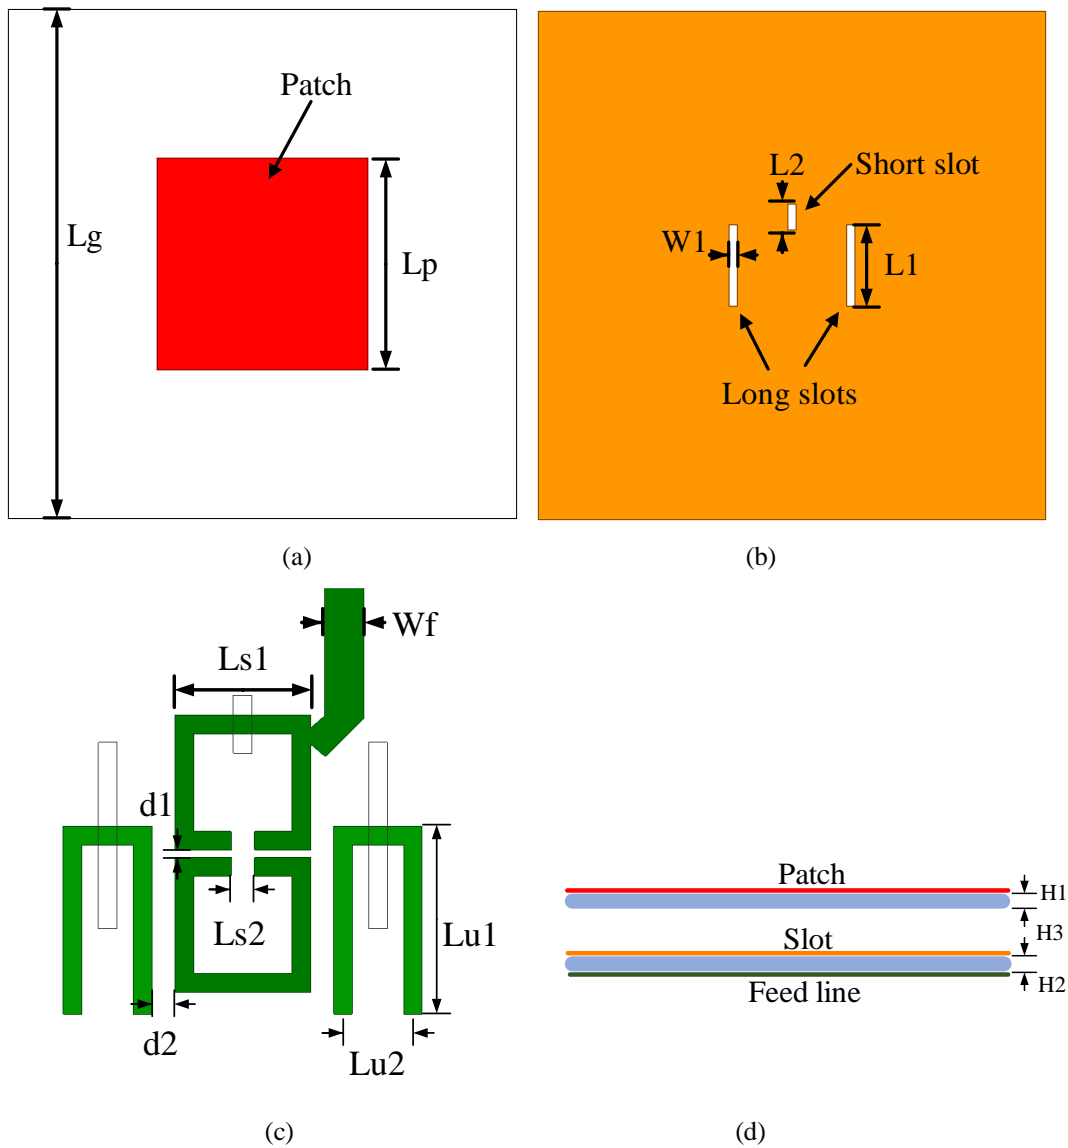 Patch
Lg
Lp
(a)
L2
Short slot
W1
L1
Long slots
(b)
Wf
Ls1
d1
Ls2
Lu1
d2
Lu2
(c)
Patch
H1
H3
Slot
H2
Feed line
(d)